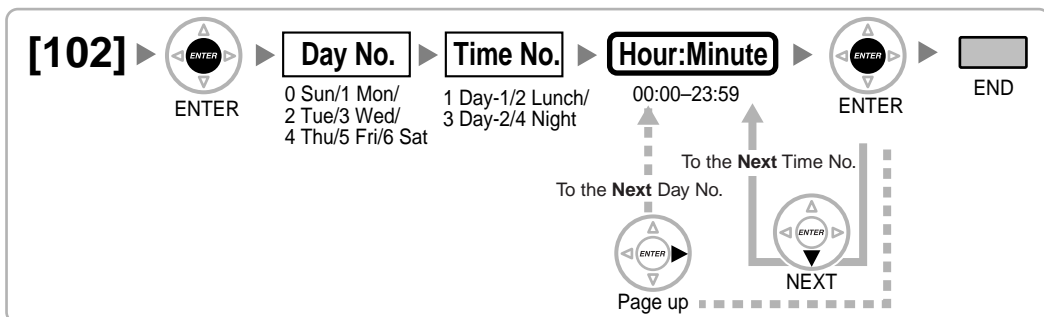 [102] ENTER Day No. Time No. Hour:Minute ENTER
ENTER
0 Sun/1 Mon/
2 Tue/3 Wed/
4 Thu/5 Fri/6 Sat
1 Day-1/2 Lunch/
3 Day-2/4 Night
00:00–23:59
ENTER
END
To the Next Time No.
To the Next Day No.
ENTER
Page up
ENTER
NEXT